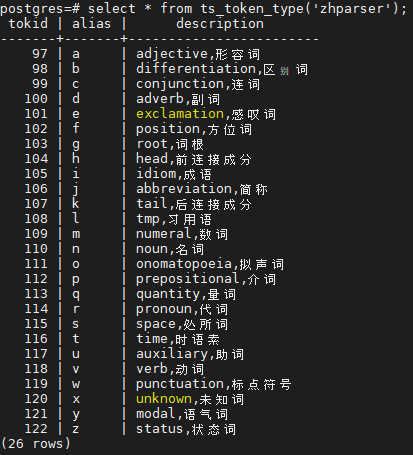 postgres=# select * from ts_token_type('zhparser');
 tokid | alias |      description
-------+-------+------------------------
    97 | a     | adjective,形容词
    98 | b     | differentiation,区别词
    99 | c     | conjunction,连词
   100 | d     | adverb,副词
   101 | e     | exclamation,感叹词
   102 | f     | position,方位词
   103 | g     | root,词根
   104 | h     | head,前连接成分
   105 | i     | idiom,成语
   106 | j     | abbreviation,简称
   107 | k     | tail,后连接成分
   108 | l     | tmp,习用语
   109 | m     | numeral,数词
   110 | n     | noun,名词
   111 | o     | onomatopoeia,拟声词
   112 | p     | prepositional,介词
   113 | q     | quantity,量词
   114 | r     | pronoun,代词
   115 | s     | space,处所词
   116 | t     | time,时语素
   117 | u     | auxiliary,助词
   118 | v     | verb,动词
   119 | w     | punctuation,标点符号
   120 | x     | unknown,未知词
   121 | y     | modal,语气词
   122 | z     | status,状态词
(26 rows)